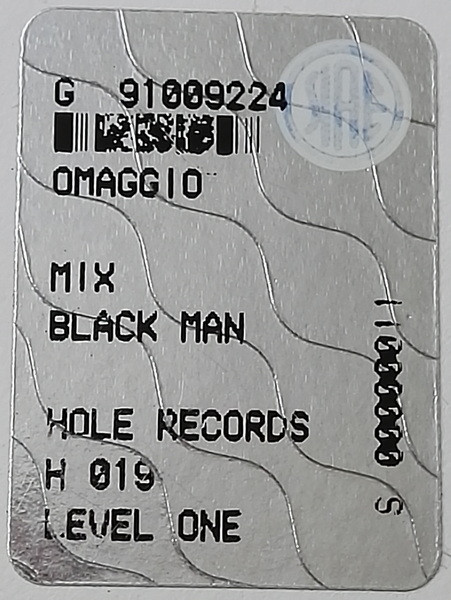 G 91009224
OMAGGIO
MIX
BLACK MAN
HOLE RECORDS
H 019
LEVEL ONE